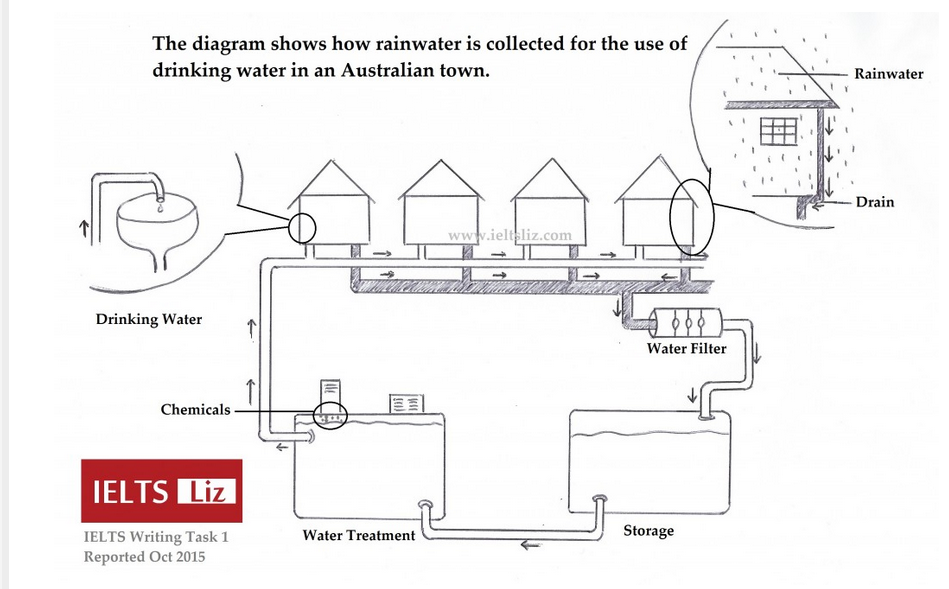 The diagram shows how rainwater is collected for the use of
drinking water in an Australian town.
Rainwater
Drain
www.ieltsliz.com
Drinking Water
Water Filter
Chemicals
IELTS Liz
Water Treatment
Storage
IELTS Writing Task 1
Reported Oct 2015